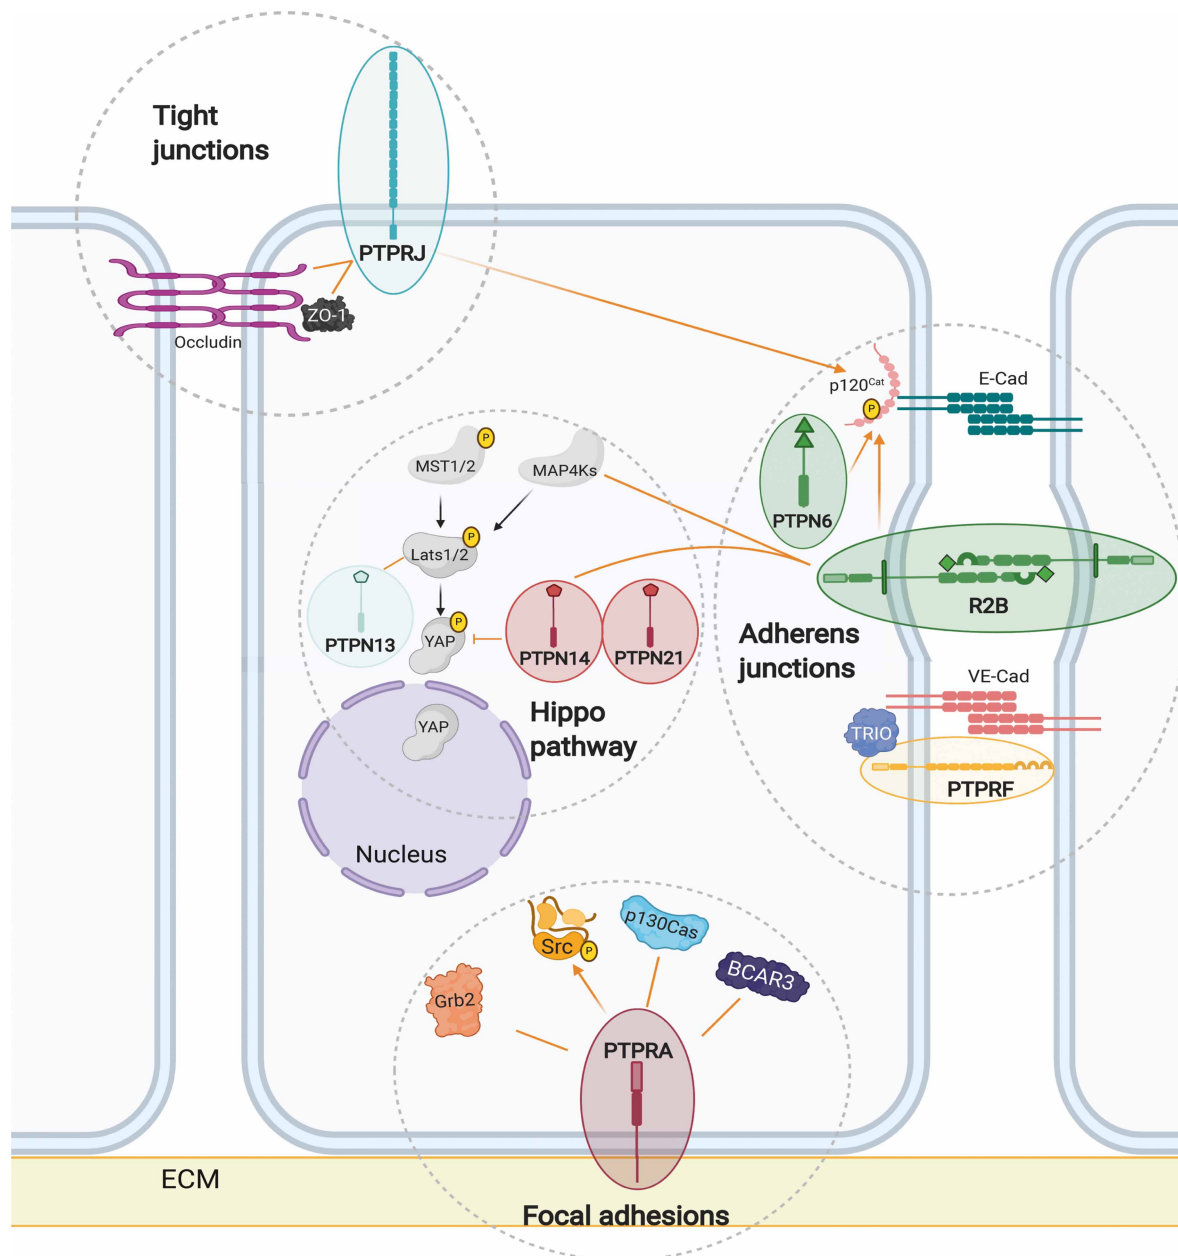 Tight
junctions
PTPRJ
ZO-1
Occludin
p120Cat
P
E-Cad
PTPN6
MST1/2
P
MAP4Ks
Lats1/2
P
PTPN13
YAP
P
PTPN14
PTPN21
R2B
Adherens
junctions
Hippo
pathway
YAP
Nucleus
VE-Cad
TRIO
PTPRF
Src
P
p130Cas
BCAR3
Grb2
PTPRA
ECM
Focal adhesions